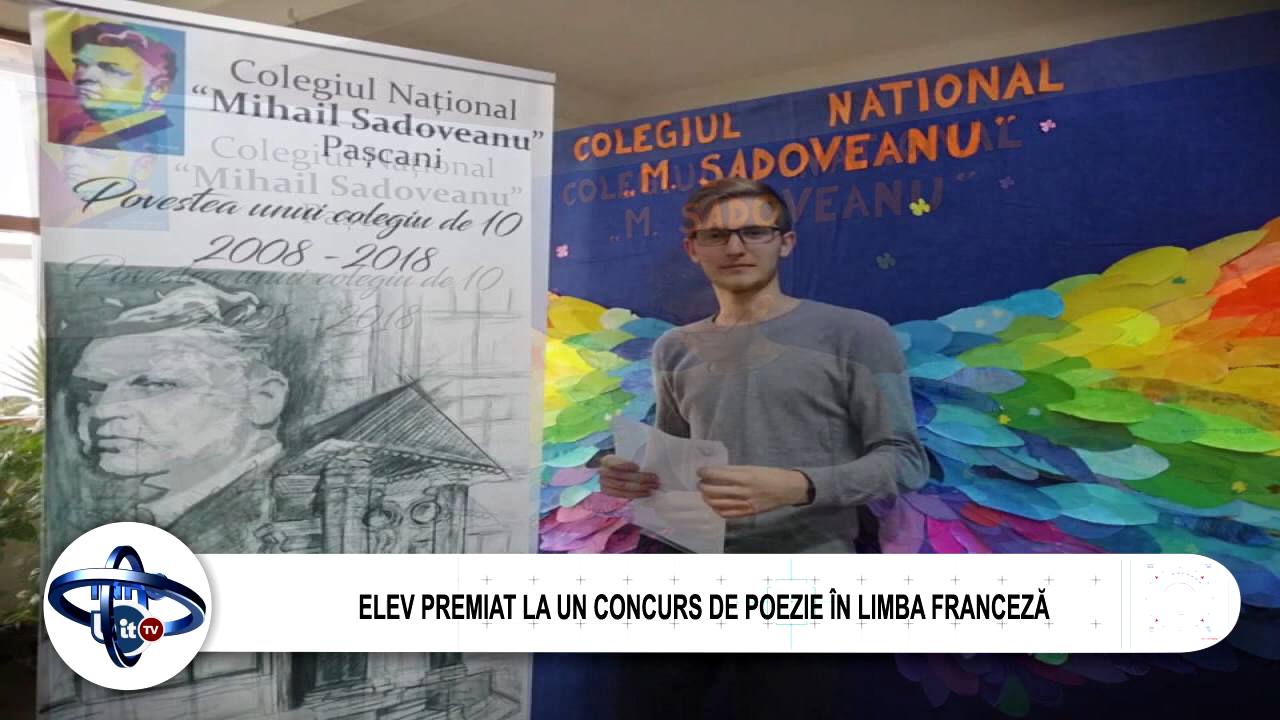 Colegiul Național
“Mihail Sadoveanu”
Pașcani
Colegiul Național
“Mihail Sadoveanu”
Povestea unui colegiu de 10
2008 - 2018
Povestea unui colegiu de 10
2008 - 2018
COLEGIUL NATIONAL
„M. SADOVEANU”
COLEGIUL NATIONAL
„M. SADOVEANU”
it TV
ELEV PREMIAT LA UN CONCURS DE POEZIE ÎN LIMBA FRANCEZĂ